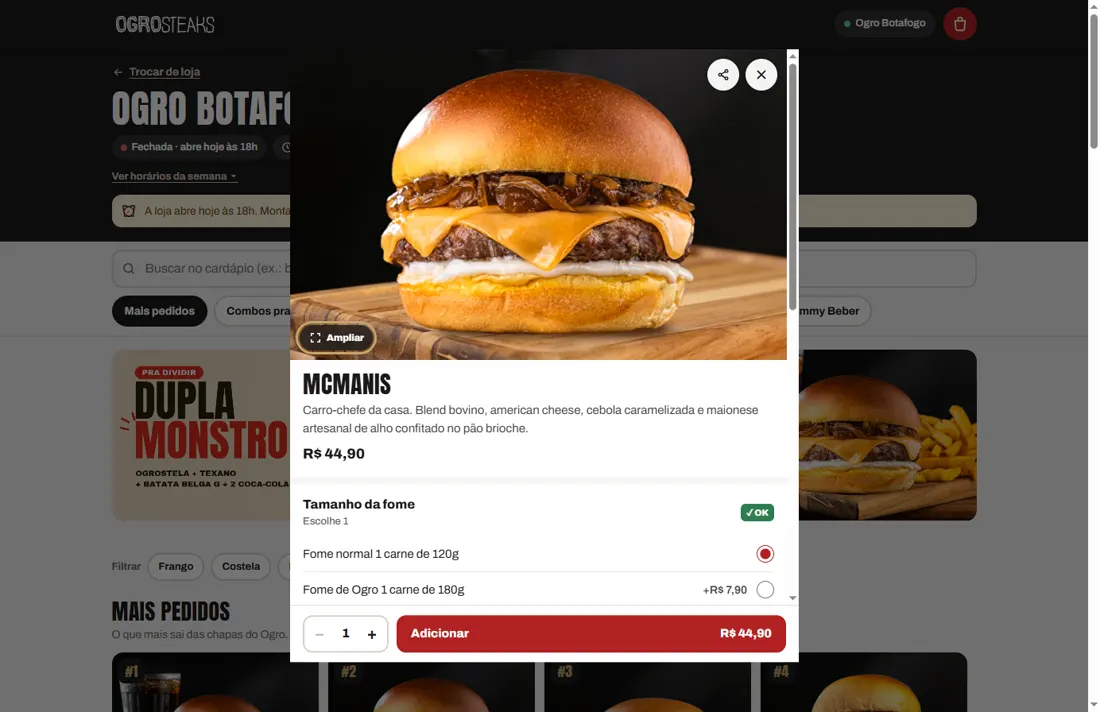 OGROSTEAKS
Ogro Botafogo
Trocar de loja
OGRO BOTAF
Fechada · abre hoje às 18h
Ver horários da semana
A loja abre hoje às 18h. Monta
Buscar no cardápio (ex.: b
Mais pedidos
Combos pra
mmy Beber
Ampliar
PRA DIVIDIR
DUPLA
MONSTRO
OGROSTELA + TEXANO
+ BATATA BELGA G + 2 COCA-COLA
MCMANIS
Carro-chefe da casa. Blend bovino, american cheese, cebola caramelizada e maionese
artesanal de alho confitado no pão brioche.
R$ 44,90
Tamanho da fome
Escolhe 1
✓ OK
Fome normal 1 carne de 120g
Fome de Ogro 1 carne de 180g
+R$ 7,90
− 1 +
Adicionar
R$ 44,90
Filtrar
Frango
Costela
MAIS PEDIDOS
O que mais sai das chapas do Ogro.
#1
#2
#3
#4